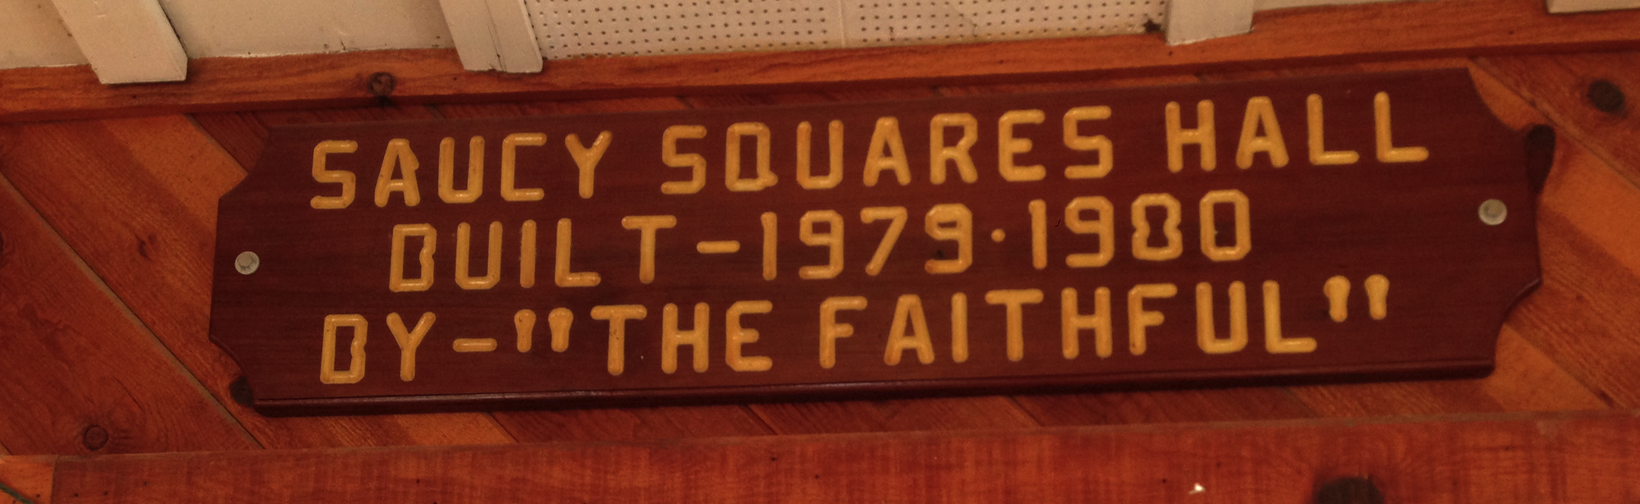 SAUCY SQUARES HALL
BUILT-1979·1980
BY-"THE FAITHFUL"